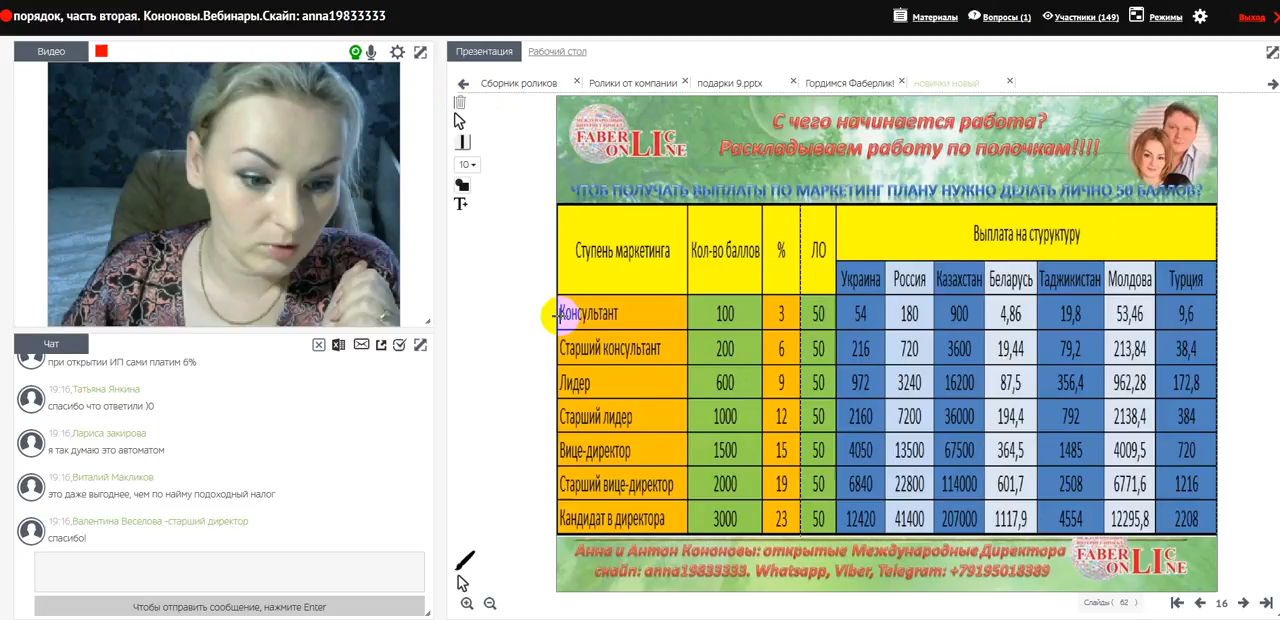 порядок, часть вторая. Кононовы.Вебинары.Скайп: anna19833333
Материалы Вопросы (1) Участники (149) Режимы Выход
Видео
Презентация Рабочий стол
Сборник роликов Ролики от компании подарки 9.pptx Гордимся Фаберлик! новички новый
10
T+
FABERLIC
ONLINE
С чего начинается работа?
Раскладываем работу по полочкам!!!!
ЧТОБ ПОЛУЧАТЬ ВЫПЛАТЫ ПО МАРКЕТИНГ ПЛАНУ НУЖНО ДЕЛАТЬ ЛИЧНО 50 БАЛЛОВ?
Ступень маркетинга Кол-во баллов % ЛО Выплата на стуруктуру
Украина Россия Казахстан Беларусь Таджикистан Молдова Турция
Консультант 100 3 50 54 180 900 4,86 19,8 53,46 9,6
Старший консультант 200 6 50 216 720 3600 19,44 79,2 213,84 38,4
Лидер 600 9 50 972 3240 16200 87,5 356,4 962,28 172,8
Старший лидер 1000 12 50 2160 7200 36000 194,4 792 2138,4 384
Вице-директор 1500 15 50 4050 13500 67500 364,5 1485 4009,5 720
Старший вице-директор 2000 19 50 6840 22800 114000 601,7 2508 6771,6 1216
Кандидат в директора 3000 23 50 12420 41400 207000 1117,9 4554 12295,8 2208
Анна и Антон Кононовы: открытые Международные Директора
скайп: anna19833333. Whatsapp, Viber, Telegram: +79195018389
FABERLIC
ONLINE
Слайды ( 62 ) 16
Чат
при открытии ИП сами платим 6%
19:16,Татьяна Янкина
спасибо что ответили )0
19:16,Лариса закирова
я так думаю это автоматом
19:16,Виталий Макликов
это даже выгоднее, чем по найму подоходный налог
19:16,Валентина Веселова -старший директор
спасибо!
Чтобы отправить сообщение, нажмите Enter